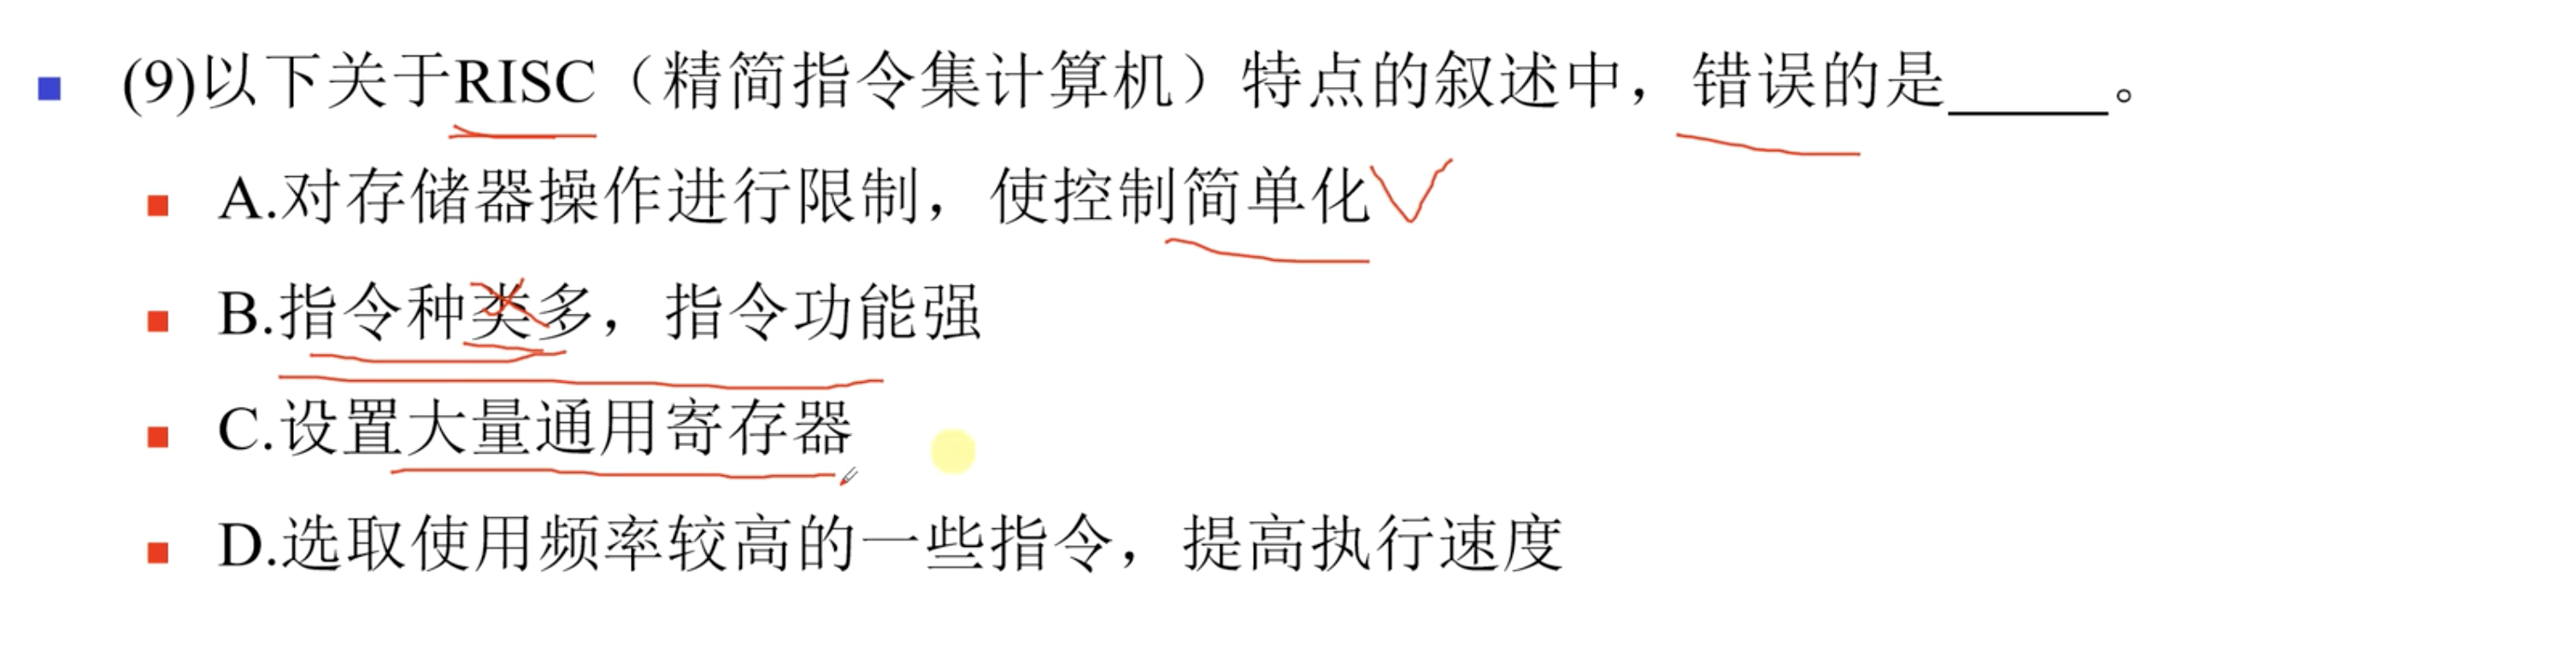 (9)以下关于RISC（精简指令集计算机）特点的叙述中，错误的是_____。
A.对存储器操作进行限制，使控制简单化
B.指令种类多，指令功能强
C.设置大量通用寄存器
D.选取使用频率较高的一些指令，提高执行速度